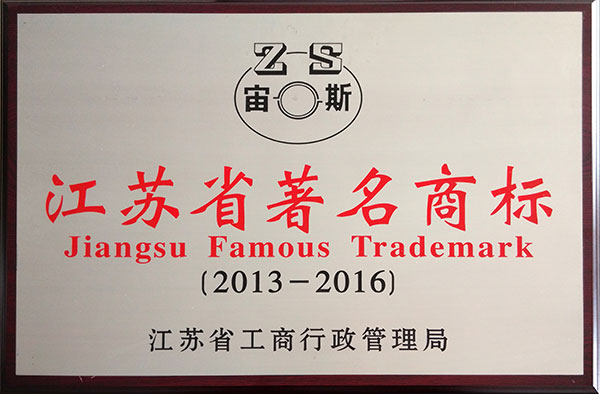 ZS
宙斯
江苏省著名商标
Jiangsu Famous Trademark
(2013-2016)
江苏省工商行政管理局